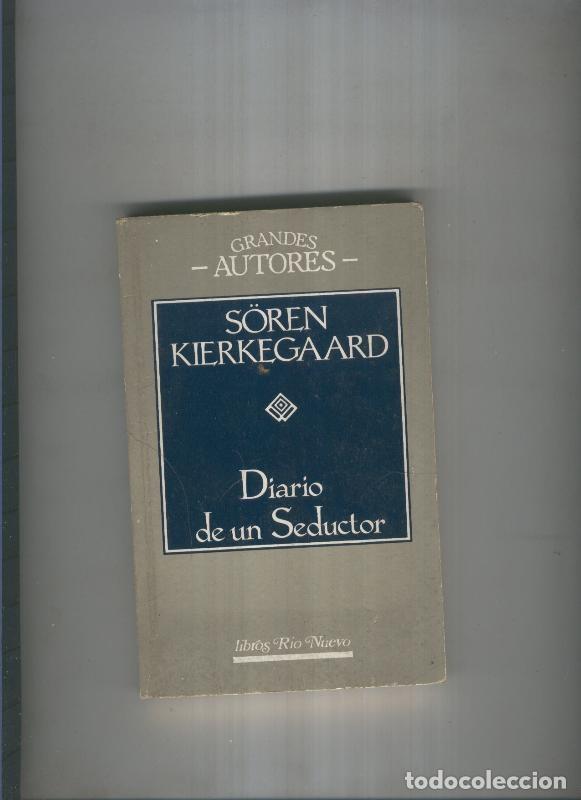 GRANDES
- AUTORES -
SÖREN
KIERKEGAARD
Diario
de un Seductor
libros Río Nuevo
todocoleccion